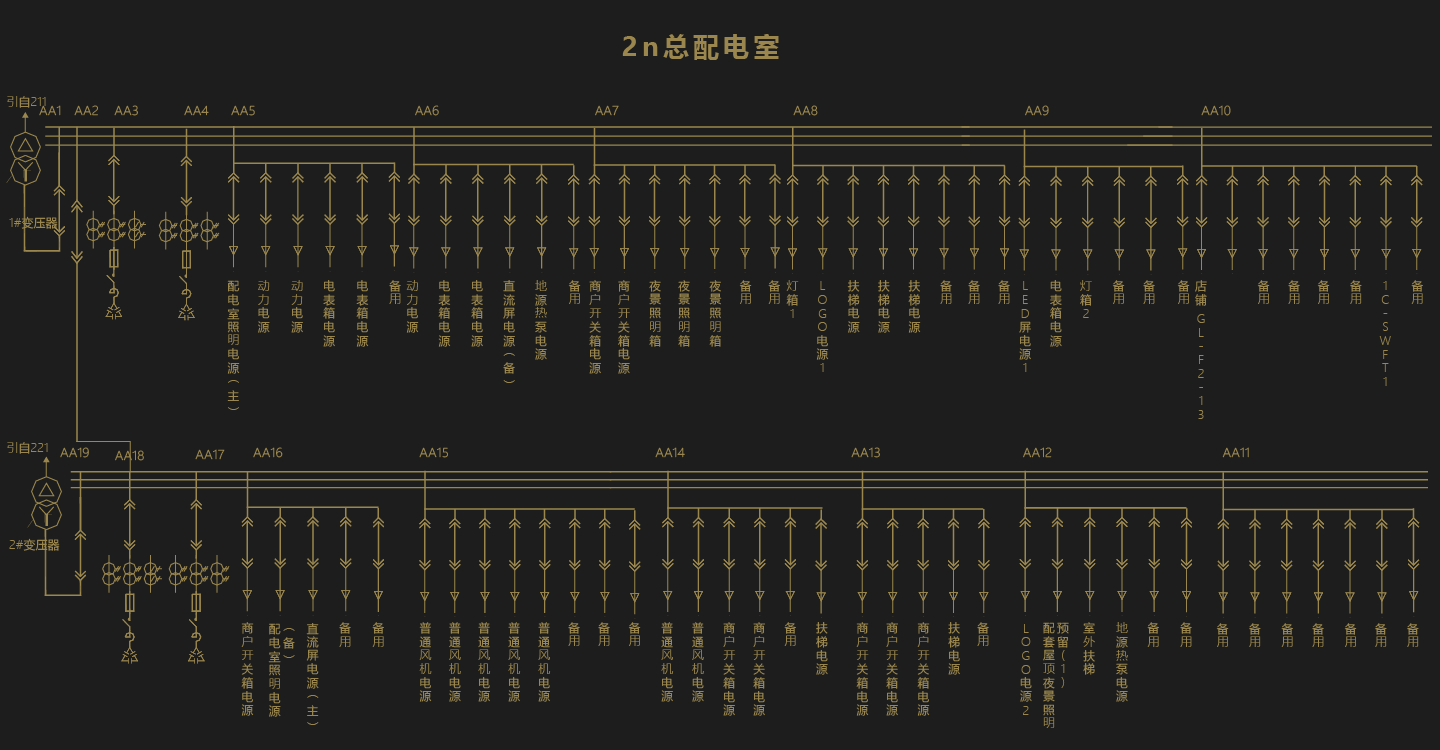 2n总配电室
引自211
AA1
AA2
AA3
AA4
AA5
AA6
AA7
AA8
AA9
AA10
1#变压器
配电室照明电源（主）
动力电源
动力电源
电表箱电源
电表箱电源
备用
动力电源
电表箱电源
电表箱电源
直流屏电源（备）
地源热泵电源
备用
商户开关箱电源
商户开关箱电源
夜景照明箱
夜景照明箱
夜景照明箱
备用
备用
灯箱1
LOGO电源1
扶梯电源
扶梯电源
扶梯电源
备用
备用
备用
LED屏电源1
电表箱电源
灯箱2
备用
备用
备用
店铺GL-F2-13
备用
备用
备用
备用
1C-SWFT1
备用
引自221
AA19
AA18
AA17
AA16
AA15
AA14
AA13
AA12
AA11
2#变压器
商户开关箱电源
配电室照明电源（备）
直流屏电源（主）
备用
备用
普通风机电源
普通风机电源
普通风机电源
普通风机电源
普通风机电源
备用
备用
备用
普通风机电源
普通风机电源
商户开关箱电源
商户开关箱电源
备用
扶梯电源
商户开关箱电源
商户开关箱电源
商户开关箱电源
扶梯电源
备用
LOGO电源2
配套屋顶夜景照明
预留(1)
室外扶梯
地源热泵电源
备用
备用
备用
备用
备用
备用
备用
备用
备用